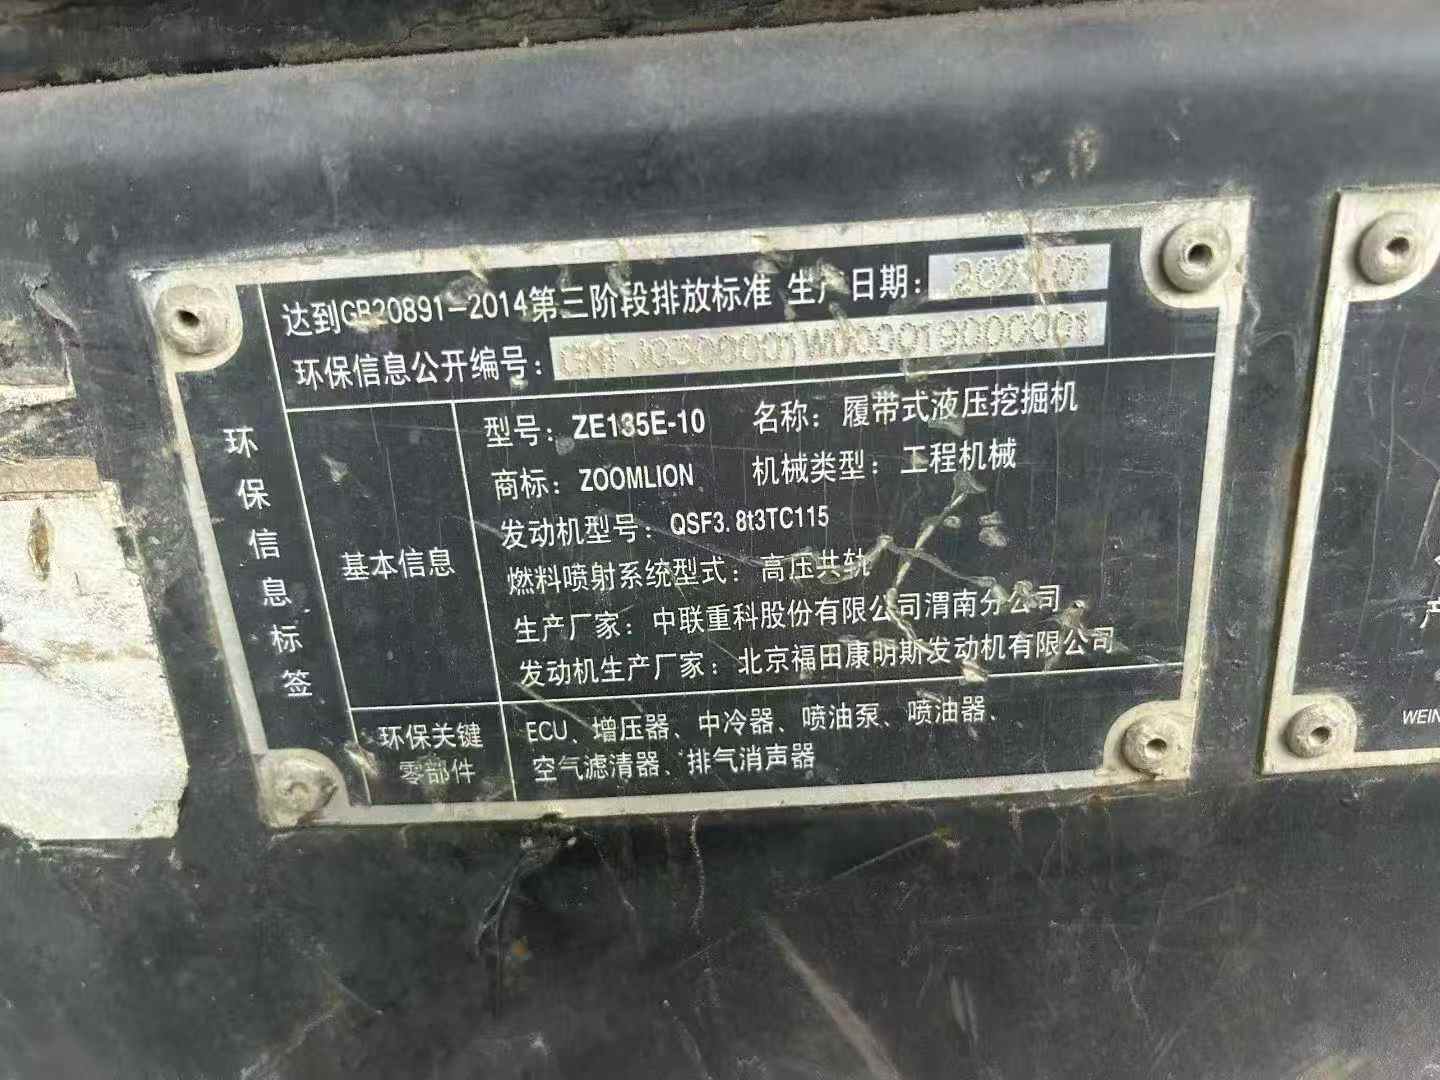 达到GB20891-2014第三阶段排放标准 生产日期：
环保信息公开编号：
环保信息标签
基本信息
型号：ZE135E-10 名称：履带式液压挖掘机
商标：ZOOMLION 机械类型：工程机械
发动机型号：QSF3.8t3TC115
燃料喷射系统型式：高压共轨
生产厂家：中联重科股份有限公司渭南分公司
发动机生产厂家：北京福田康明斯发动机有限公司
环保关键
零部件
ECU、增压器、中冷器、喷油泵、喷油器、
空气滤清器、排气消声器
产
WEIN